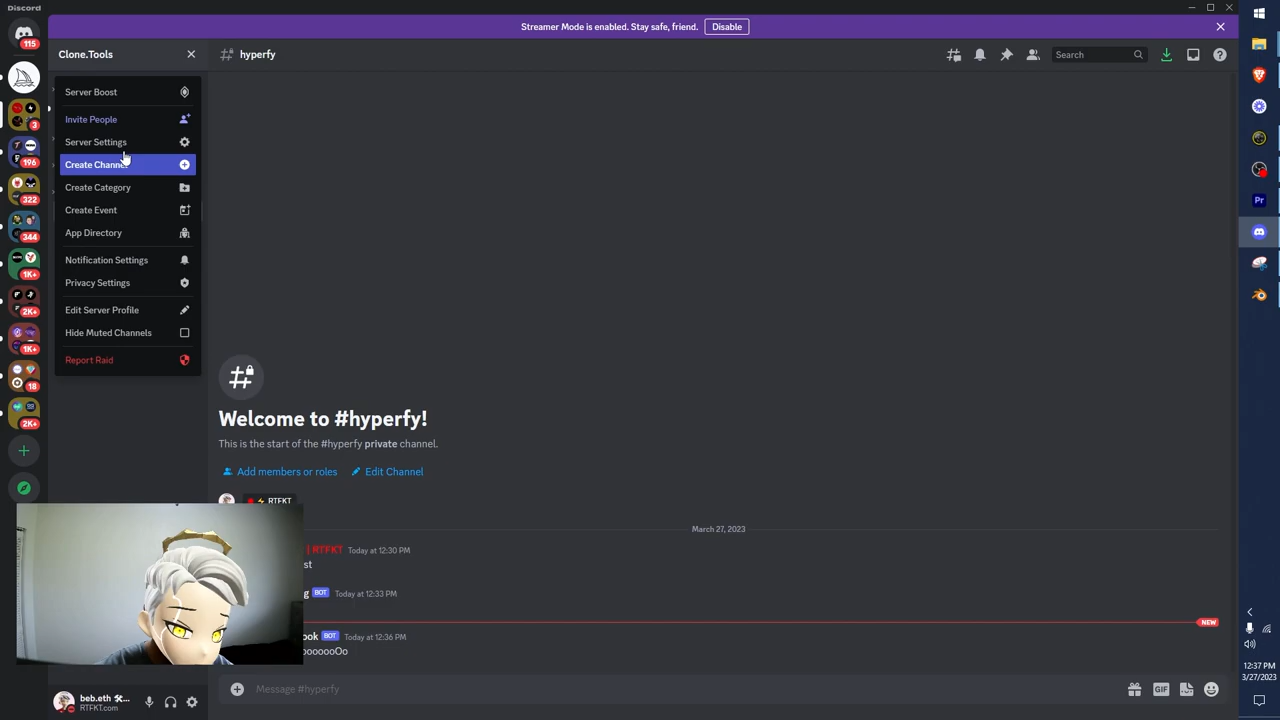 Discord
Streamer Mode is enabled. Stay safe, friend.
Disable
115
Clone.Tools
hyperfy
Search
Server Boost
Invite People
Server Settings
Create Channel
Create Category
Create Event
App Directory
Notification Settings
Privacy Settings
Edit Server Profile
Hide Muted Channels
Report Raid
3
196
322
344
1K+
2K+
1K+
18
2K+
Pr
Welcome to #hyperfy!
This is the start of the #hyperfy private channel.
Add members or roles
Edit Channel
RTFKT
March 27, 2023
| RTFKT Today at 12:30 PM
st
g BOT Today at 12:33 PM
NEW
ook BOT Today at 12:36 PM
Message #hyperfy
GIF
beb.eth
RTFKT.com
12:37 PM
3/27/2023